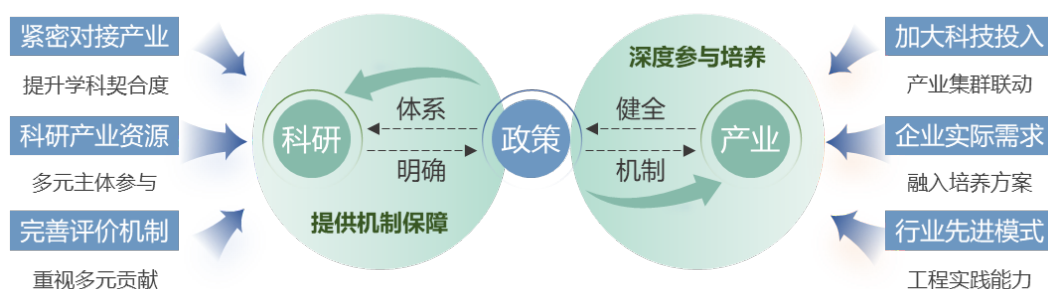 紧密对接产业
提升学科契合度
科研产业资源
多元主体参与
完善评价机制
重视多元贡献
科研
体系
明确
提供机制保障
政策
深度参与培养
健全
机制
产业
加大科技投入
产业集群联动
企业实际需求
融入培养方案
行业先进模式
工程实践能力